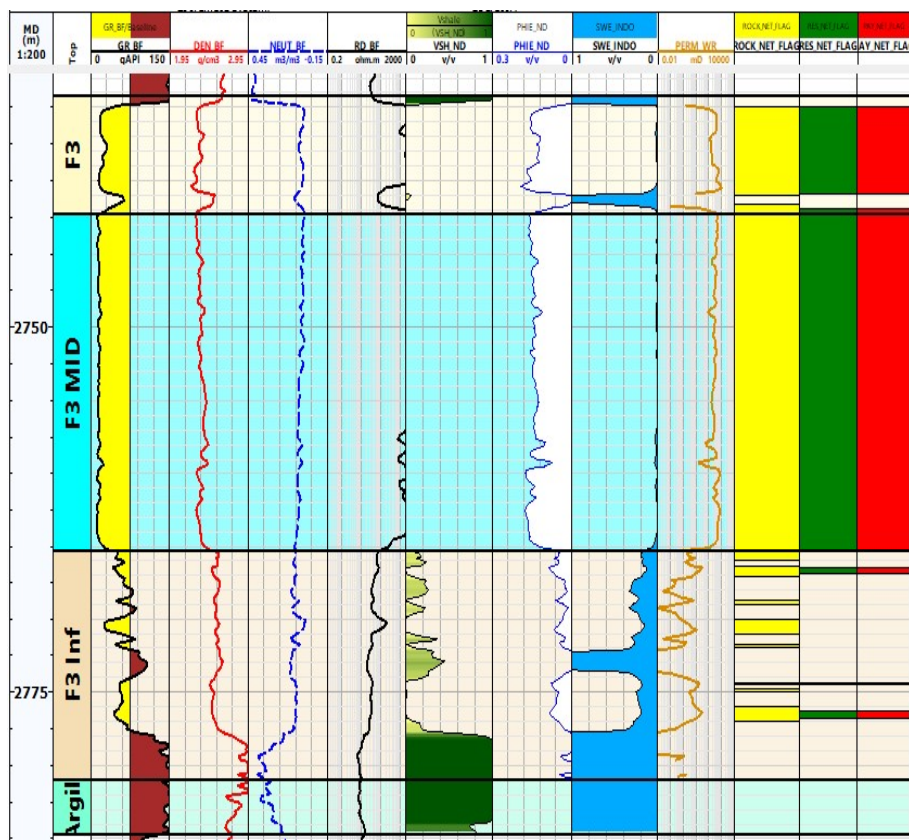 MD
(m)
1:200
Top
GR_BF/Baseline
GR_BF
0 gAPI 150
DEN_BF
1.95 g/cm3 2.95
NEUT_BF
0.45 m3/m3 -0.15
RD_BF
0.2 ohm.m 2000
Vshale
0 (VSH_ND) 1
VSH_ND
0 v/v 1
PHIE_ND
PHIE_ND
0.3 v/v 0
SWE_INDO
SWE_INDO
1 v/v 0
PERM_WR
0.01 mD 10000
ROCK_NET_FLAG
ROCK_NET_FLAG
RES_NET_FLAG
RES_NET_FLAG
PAY_NET_FLAG
AY_NET_FLAG
F3
F3 MID
2750
F3 Inf
2775
Argil